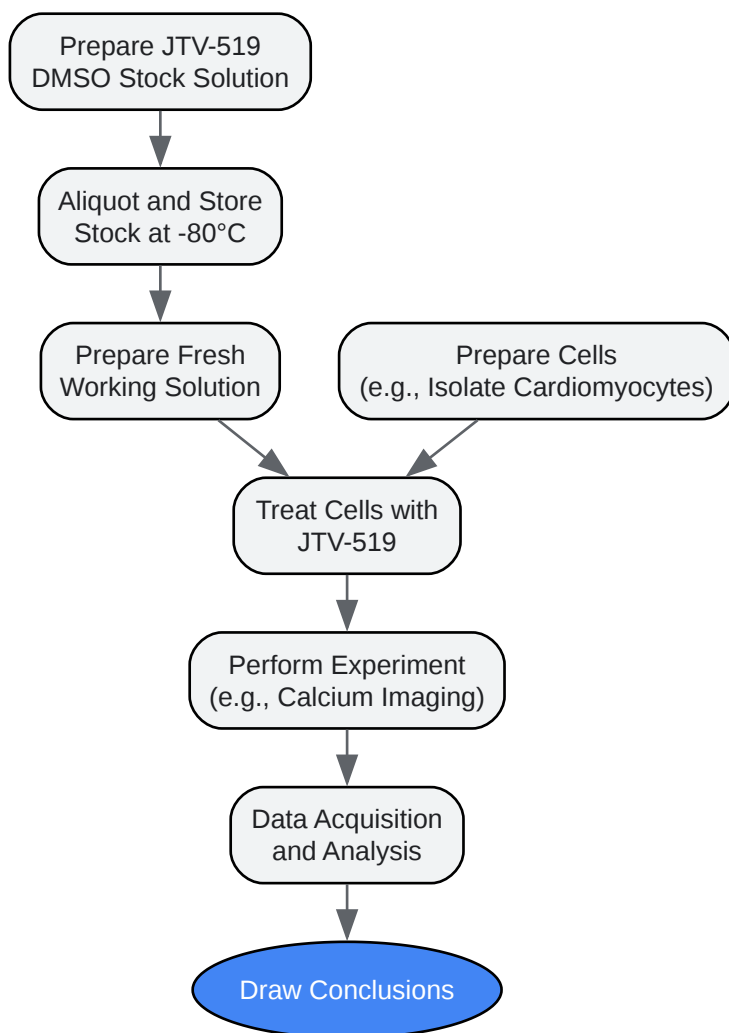 Prepare JTV-519
DMSO Stock Solution
Aliquot and Store
Stock at -80°C
Prepare Fresh
Working Solution
Prepare Cells
(e.g., Isolate Cardiomyocytes)
Treat Cells with
JTV-519
Perform Experiment
(e.g., Calcium Imaging)
Data Acquisition
and Analysis
Draw Conclusions